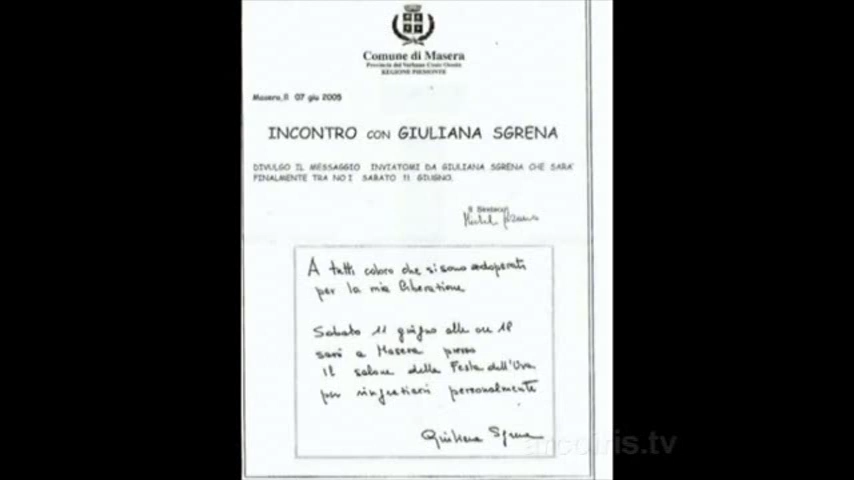 Comune di Masera
Provincia del Verbano Cusio Ossola
REGIONE PIEMONTE
Masera, li 07 giu 2005
INCONTRO CON GIULIANA SGRENA
DIVULGO IL MESSAGGIO INVIATOMI DA GIULIANA SGRENA CHE SARA'
FINALMENTE TRA NOI SABATO 11 GIUGNO.
Il Sindaco
A tutti coloro che si sono adoperati
per la mia liberazione
Sabato 11 giugno alle ore 18
sarò a Masera presso
il salone della Festa dell'Uva
per ringraziarvi personalmente
Giuliana Sgrena
arcoiris.tv